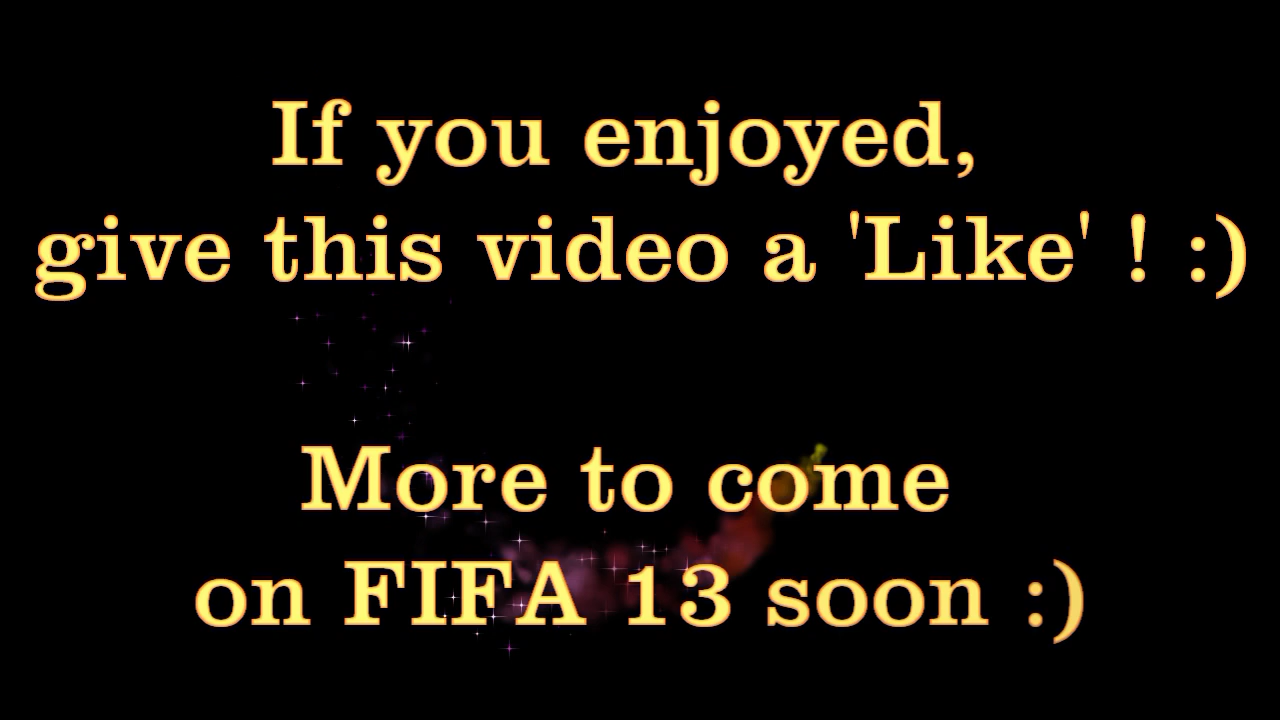 If you enjoyed,
give this video a 'Like' ! :)
More to come
on FIFA 13 soon :)